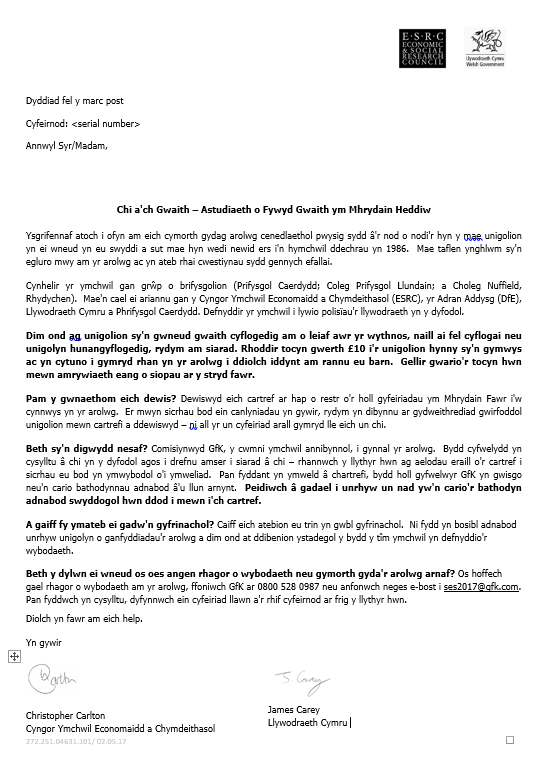 E·S·R·C
ECONOMIC
& SOCIAL
RESEARCH
COUNCIL
Llywodraeth Cymru
Welsh Government
Dyddiad fel y marc post
Cyfeirnod: <serial number>
Annwyl Syr/Madam,
Chi a'ch Gwaith – Astudiaeth o Fywyd Gwaith ym Mhrydain Heddiw
Ysgrifennaf atoch i ofyn am eich cymorth gydag arolwg cenedlaethol pwysig sydd â'r nod o nodi'r hyn y mae unigolion
yn ei wneud yn eu swyddi a sut mae hyn wedi newid ers i'n hymchwil ddechrau yn 1986. Mae taflen ynghlwm sy'n
egluro mwy am yr arolwg ac yn ateb rhai cwestiynau sydd gennych efallai.
Cynhelir yr ymchwil gan grŵp o brifysgolion (Prifysgol Caerdydd; Coleg Prifysgol Llundain; a Choleg Nuffield,
Rhydychen). Mae'n cael ei ariannu gan y Cyngor Ymchwil Economaidd a Chymdeithasol (ESRC), yr Adran Addysg (DfE),
Llywodraeth Cymru a Phrifysgol Caerdydd. Defnyddir yr ymchwil i lywio polisïau'r llywodraeth yn y dyfodol.
Dim ond ag unigolion sy'n gwneud gwaith cyflogedig am o leiaf awr yr wythnos, naill ai fel cyflogai neu
unigolyn hunangyflogedig, rydym am siarad. Rhoddir tocyn gwerth £10 i'r unigolion hynny sy'n gymwys
ac yn cytuno i gymryd rhan yn yr arolwg i ddiolch iddynt am rannu eu barn. Gellir gwario'r tocyn hwn
mewn amrywiaeth eang o siopau ar y stryd fawr.
Pam y gwnaethom eich dewis? Dewiswyd eich cartref ar hap o restr o'r holl gyfeiriadau ym Mhrydain Fawr i'w
cynnwys yn yr arolwg. Er mwyn sicrhau bod ein canlyniadau yn gywir, rydym yn dibynnu ar gydweithrediad gwirfoddol
unigolion mewn cartrefi a ddewiswyd – ni all yr un cyfeiriad arall gymryd lle eich un chi.
Beth sy'n digwydd nesaf? Comisiynwyd GfK, y cwmni ymchwil annibynnol, i gynnal yr arolwg. Bydd cyfwelydd yn
cysylltu â chi yn y dyfodol agos i drefnu amser i siarad â chi – rhannwch y llythyr hwn ag aelodau eraill o'r cartref i
sicrhau eu bod yn ymwybodol o'i ymweliad. Pan fyddant yn ymweld â chartrefi, bydd holl gyfwelwyr GfK yn gwisgo
neu'n cario bathodyn adnabod â'u llun arnynt. Peidiwch â gadael i unrhyw un nad yw'n cario'r bathodyn
adnabod swyddogol hwn ddod i mewn i'ch cartref.
A gaiff fy ymateb ei gadw'n gyfrinachol? Caiff eich atebion eu trin yn gwbl gyfrinachol. Ni fydd yn bosibl adnabod
unrhyw unigolyn o ganfyddiadau'r arolwg a dim ond at ddibenion ystadegol y bydd y tîm ymchwil yn defnyddio'r
wybodaeth.
Beth y dylwn ei wneud os oes angen rhagor o wybodaeth neu gymorth gyda'r arolwg arnaf? Os hoffech
gael rhagor o wybodaeth am yr arolwg, ffoniwch GfK ar 0800 528 0987 neu anfonwch neges e-bost i ses2017@gfk.com.
Pan fyddwch yn cysylltu, dyfynnwch ein cyfeiriad llawn a'r rhif cyfeirnod ar frig y llythyr hwn.
Diolch yn fawr am eich help.
Yn gywir
J. Carey
Christopher Carlton
Cyngor Ymchwil Economaidd a Chymdeithasol
James Carey
Llywodraeth Cymru
272.251.04631.J01/ 02.05.17